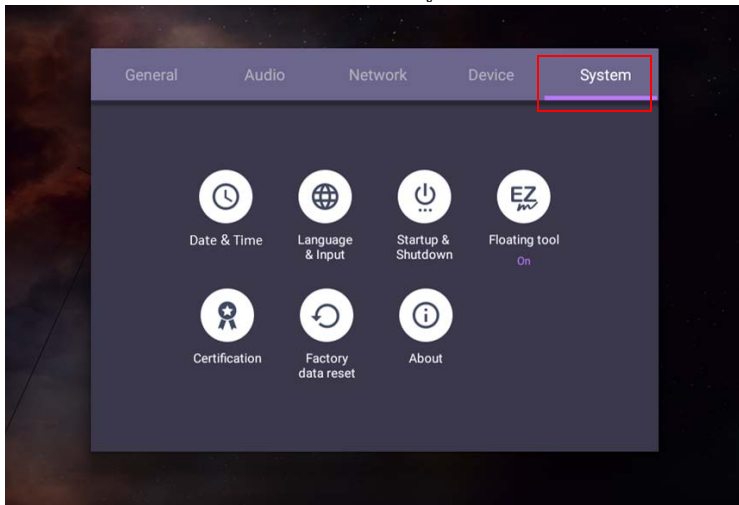 General Audio Network Device System
Date & Time
Language
& Input
Startup &
Shutdown
EZ
Floating tool
On
Certification
Factory
data reset
About